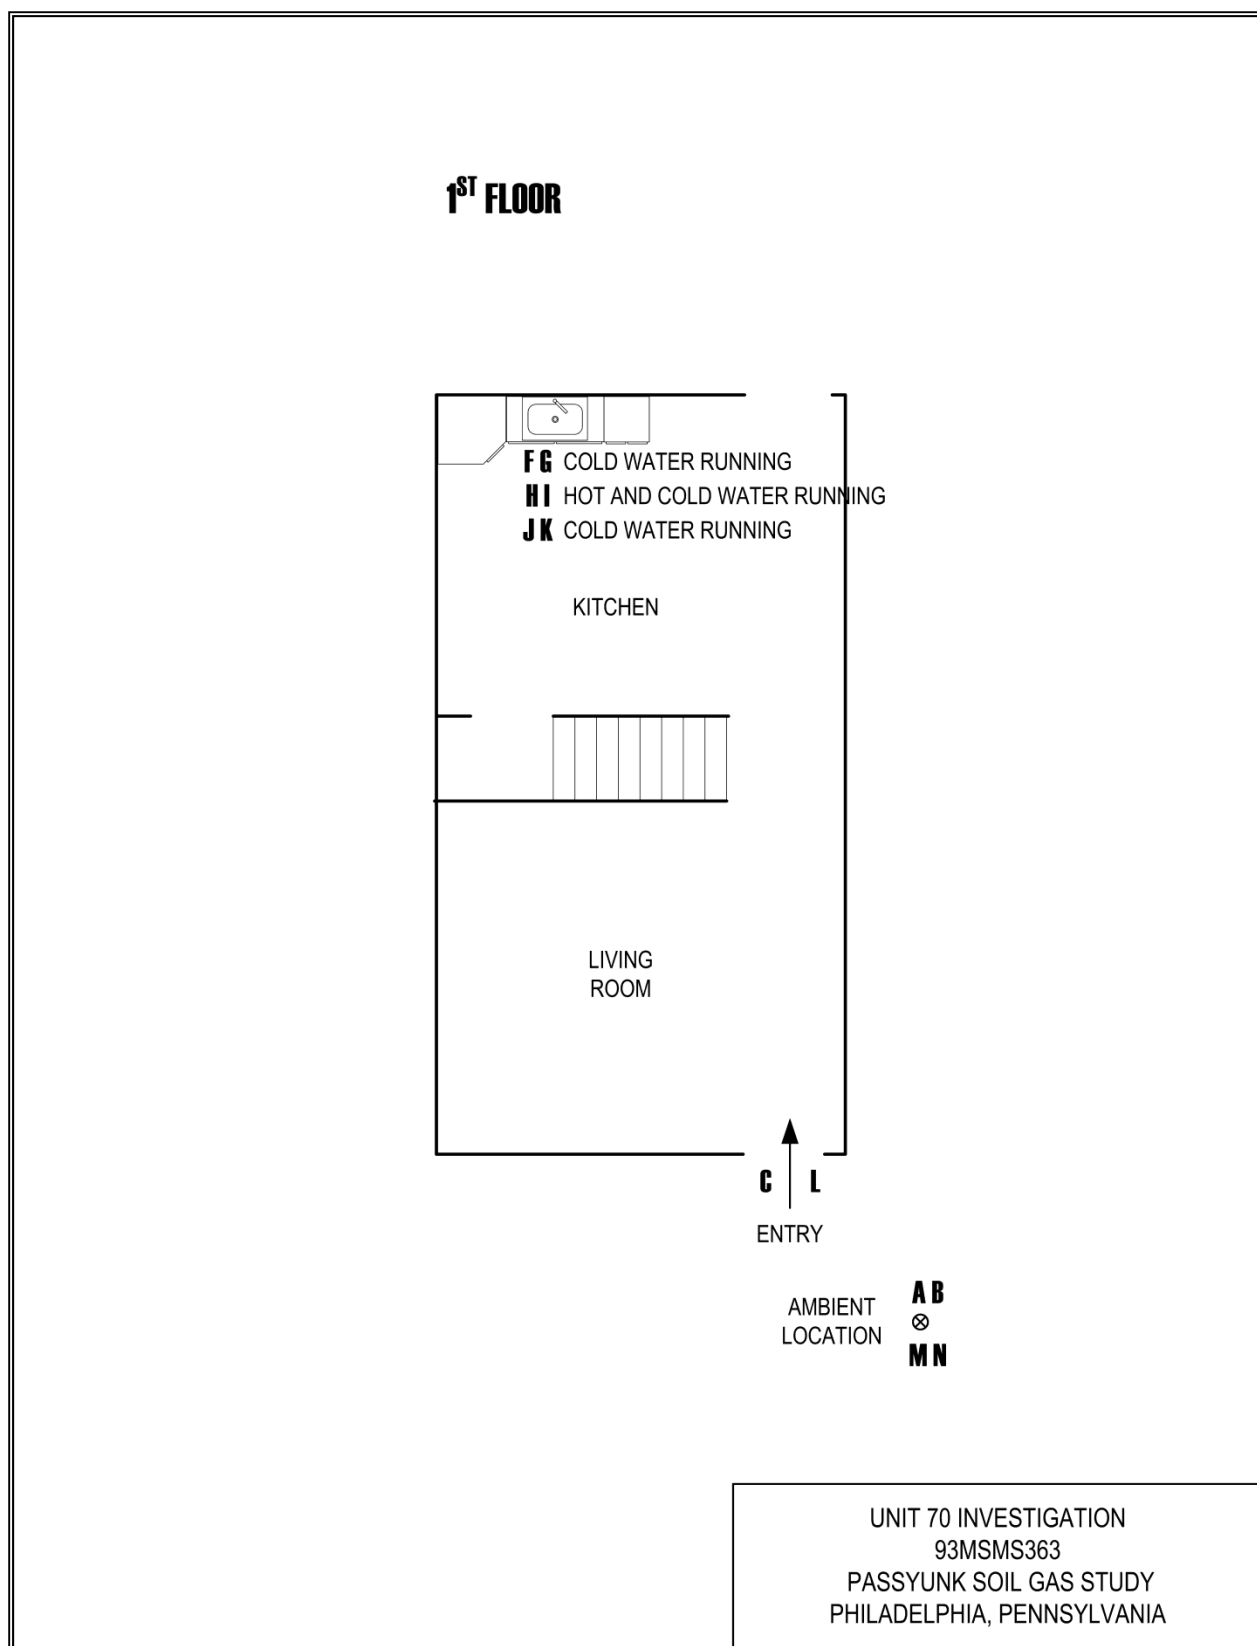 1ST FLOOR
F G COLD WATER RUNNING
H I HOT AND COLD WATER RUNNING
J K COLD WATER RUNNING
KITCHEN
LIVING
ROOM
C L
ENTRY
AMBIENT
LOCATION
A B
M N
UNIT 70 INVESTIGATION
93MSMS363
PASSYUNK SOIL GAS STUDY
PHILADELPHIA, PENNSYLVANIA